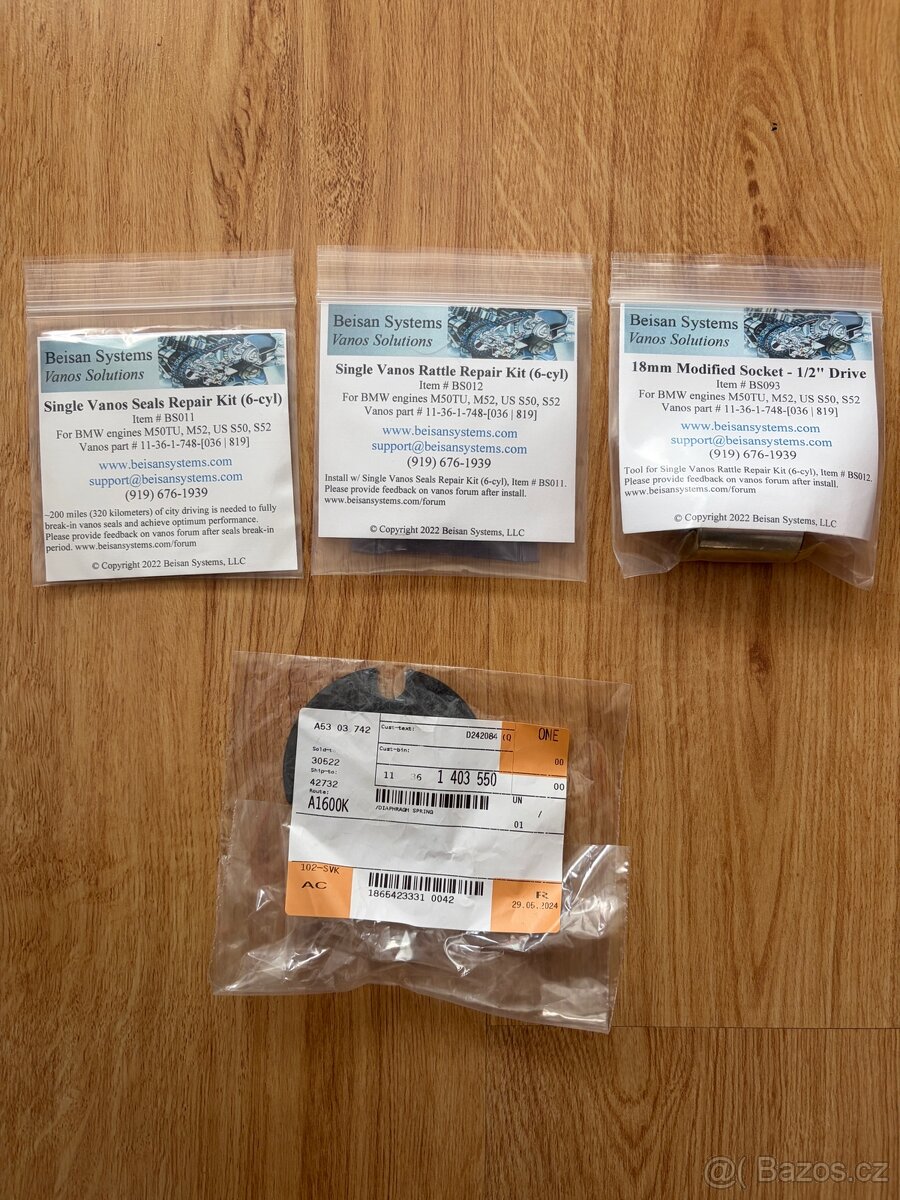 Beisan Systems
Vanos Solutions
Single Vanos Seals Repair Kit (6-cyl)
Item # BS011
For BMW engines M50TU, M52, US S50, S52
Vanos part # 11-36-1-748-[036 | 819]
www.beisansystems.com
support@beisansystems.com
(919) 676-1939
~200 miles (320 kilometers) of city driving is needed to fully
break-in vanos seals and achieve optimum performance.
Please provide feedback on vanos forum after seals break-in
period. www.beisansystems.com/forum
© Copyright 2022 Beisan Systems, LLC
Beisan Systems
Vanos Solutions
Single Vanos Rattle Repair Kit (6-cyl)
Item # BS012
For BMW engines M50TU, M52, US S50, S52
Vanos part # 11-36-1-748-[036 | 819]
www.beisansystems.com
support@beisansystems.com
(919) 676-1939
Install w/ Single Vanos Seals Repair Kit (6-cyl), Item # BS011.
Please provide feedback on vanos forum after install.
www.beisansystems.com/forum
© Copyright 2022 Beisan Systems, LLC
Beisan Systems
Vanos Solutions
18mm Modified Socket - 1/2" Drive
Item # BS093
For BMW engines M50TU, M52, US S50, S52
Vanos part # 11-36-1-748-[036 | 819]
www.beisansystems.com
support@beisansystems.com
(919) 676-1939
Tool for Single Vanos Rattle Repair Kit (6-cyl), Item # BS012.
Please provide feedback on vanos forum after install.
www.beisansystems.com/forum
© Copyright 2022 Beisan Systems, LLC
A53 03 742
Cust-text:
D242084 (Q
ONE
Sold-t:
30522
Cust-bin:
00
Ship-to:
42732
11 36 1 403 550
00
Route:
A1600K
/DIAPHRAGM SPRING
UN
/
01
102-SVK
AC
1866423331 0042
FR
29.05.2024
@( Bazos.cz